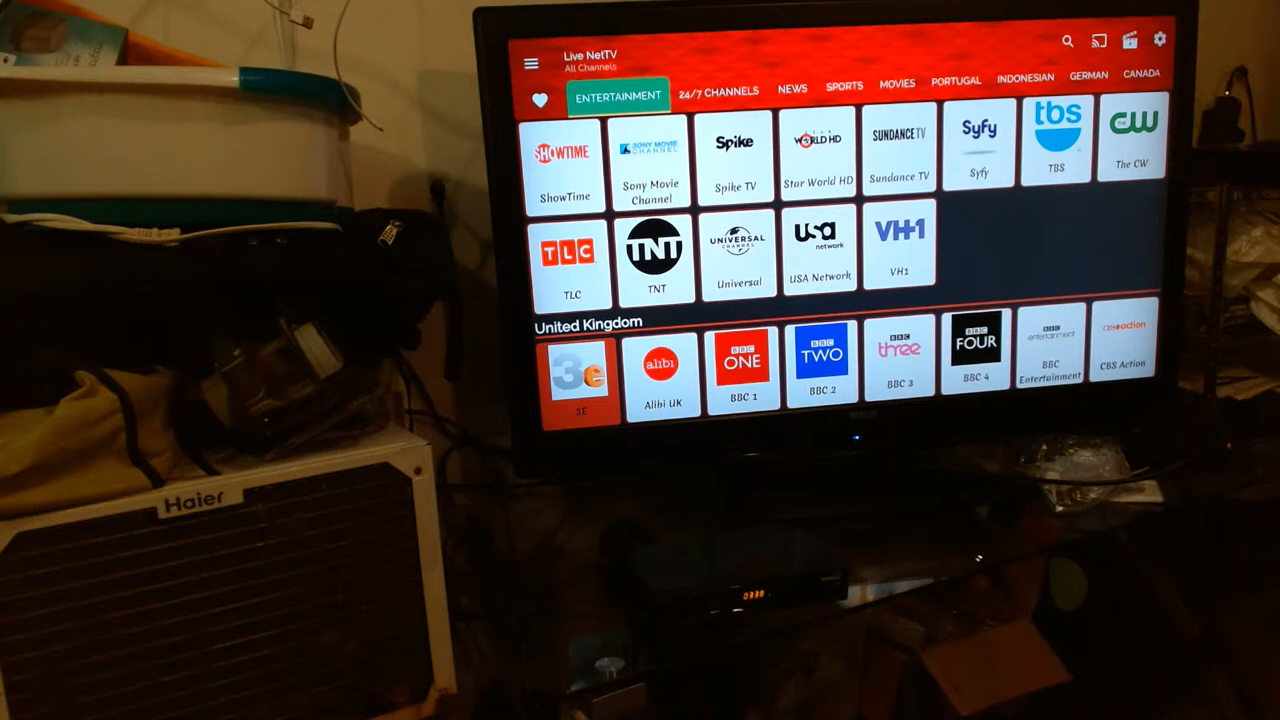 Live NetTV
All Channels
ENTERTAINMENT 24/7 CHANNELS NEWS SPORTS MOVIES PORTUGAL INDONESIAN GERMAN CANADA
SHOWTIME
ShowTime
SONY MOVIE
CHANNEL
Sony Movie
Channel
Spike
Spike TV
WORLD HD
Star World HD
SUNDANCE TV
Sundance TV
Syfy
Syfy
tbs
TBS
THE CW
The CW
TLC
TLC
TNT
TNT
UNIVERSAL
CHANNEL
Universal
usa
network
USA Network
VH1
VH1
United Kingdom
3e
3E
alibi
Alibi UK
BBC
ONE
BBC 1
BBC
TWO
BBC 2
BBC
three
BBC 3
BBC
FOUR
BBC 4
BBC
entertainment
BBC
Entertainment
CBS action
CBS Action
Haier